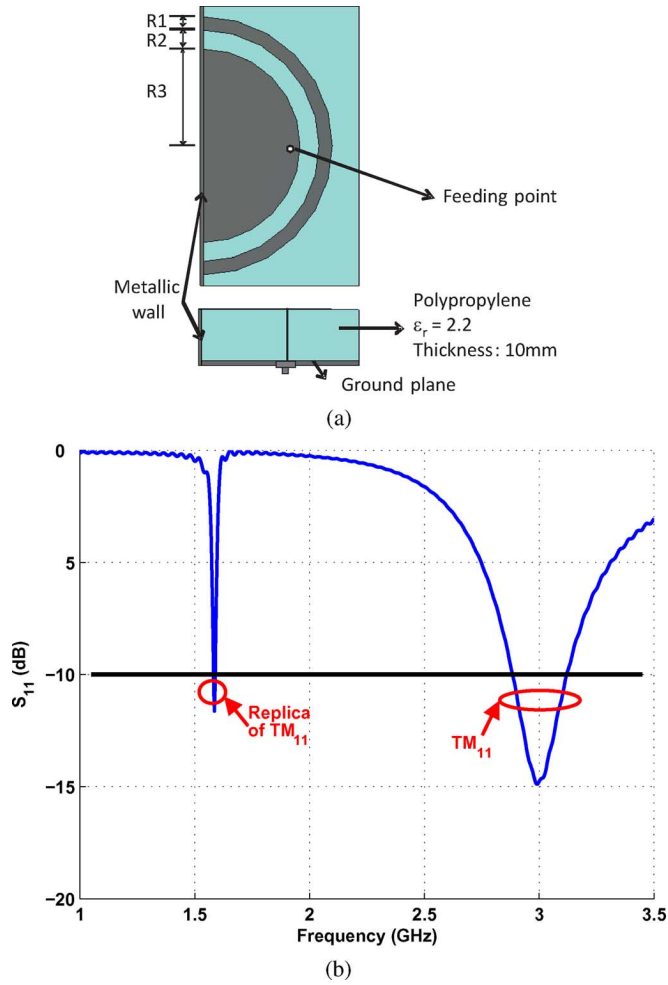 R1
R2
R3
Feeding point
Metallic
wall
Polypropylene
εr = 2.2
Thickness: 10mm
Ground plane
(a)
0
5
−10
−15
−20
S11 (dB)
Replica
of TM11
TM11
1
1.5
2
2.5
3
3.5
Frequency (GHz)
(b)